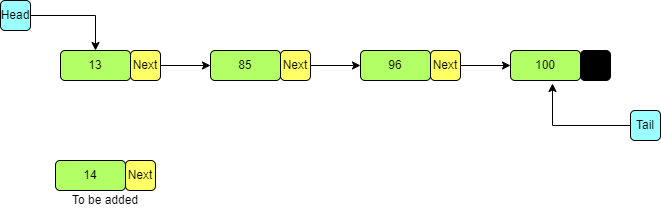 Head
13 Next 85 Next 96 Next 100
Tail
14 Next
To be added